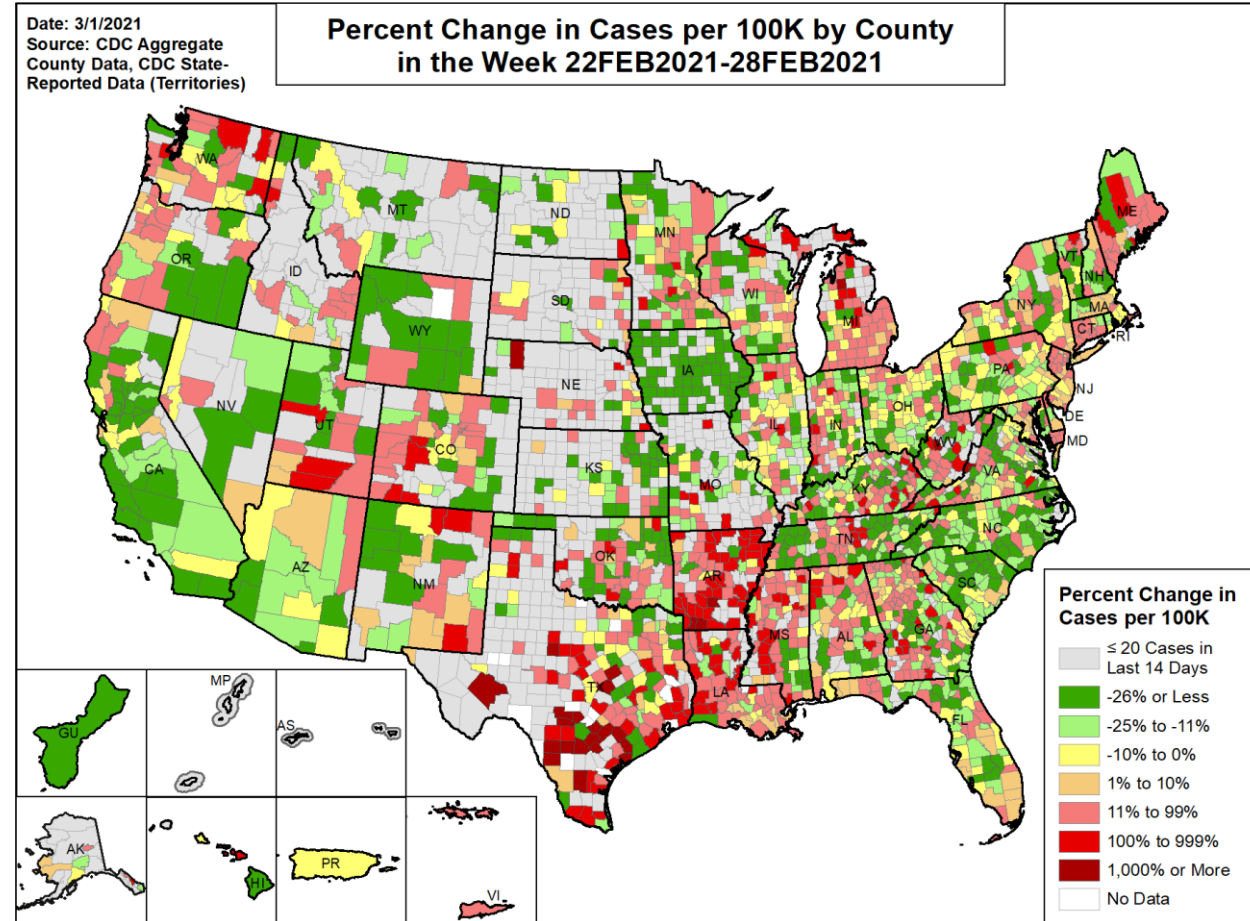 Date: 3/1/2021
Source: CDC Aggregate
County Data, CDC State-
Reported Data (Territories)
Percent Change in Cases per 100K by County
in the Week 22FEB2021-28FEB2021
WA
MT
ND
MN
ME
OR
ID
SD
WI
VT
NH
NY
MA
WY
MI
CT
RI
IA
NE
PA
NJ
NV
UT
IL
IN
OH
DE
CO
WV
MD
CA
KS
MO
KY
VA
OK
TN
NC
AZ
NM
AR
SC
MS
AL
GA
TX
LA
FL
Percent Change in
Cases per 100K
≤ 20 Cases in
Last 14 Days
-26% or Less
-25% to -11%
-10% to 0%
1% to 10%
11% to 99%
100% to 999%
1,000% or More
No Data
MP
GU
AS
AK
HI
PR
VI